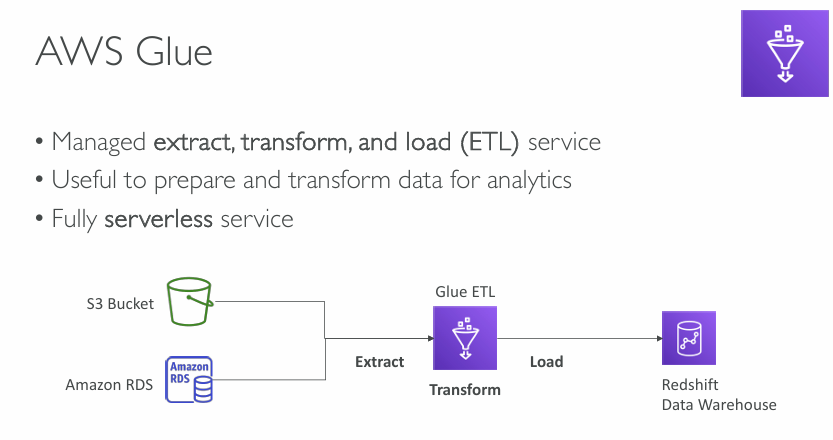 AWS Glue
• Managed extract, transform, and load (ETL) service
• Useful to prepare and transform data for analytics
• Fully serverless service
Glue ETL
S3 Bucket
Amazon RDS
Amazon
RDS
Extract
Transform
Load
Redshift
Data Warehouse